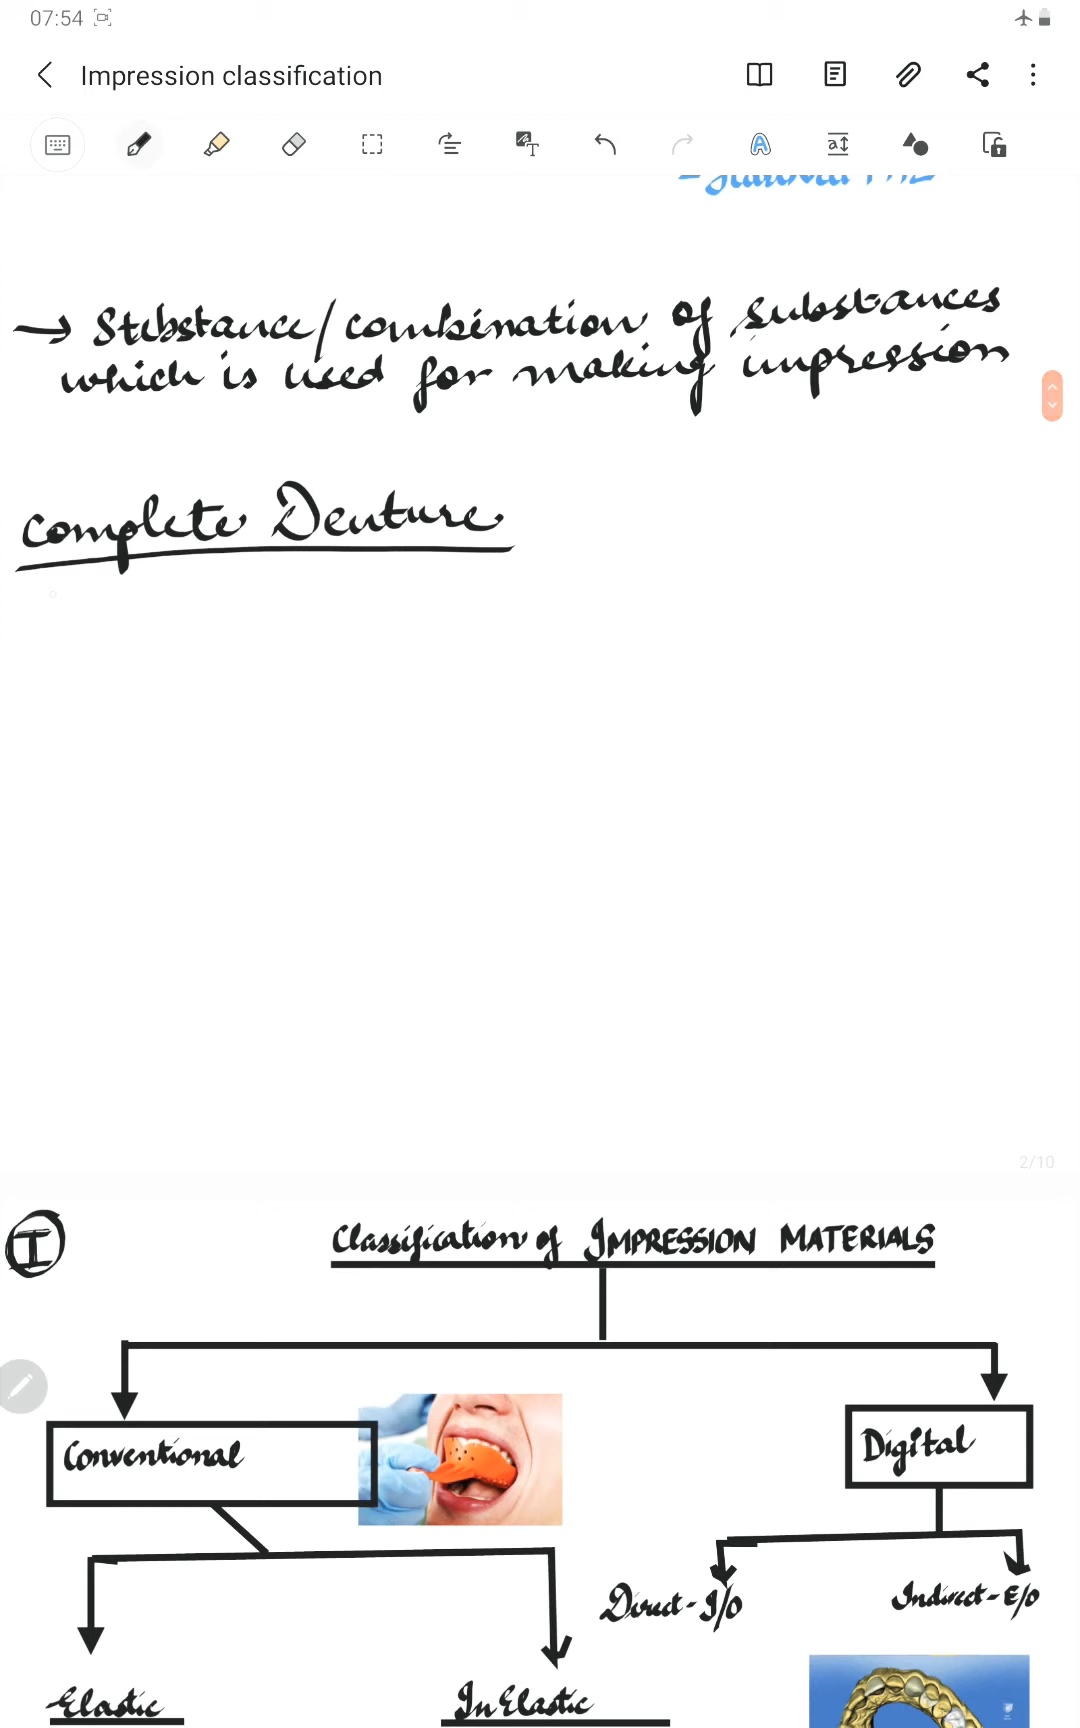 07:54
Impression classification
→ Substance/combination of substances
which is used for making impression
Complete Denture
2/10
I
Classification of IMPRESSION MATERIALS
Conventional
Digital
Direct - I/O
Indirect - E/O
Elastic
InElastic